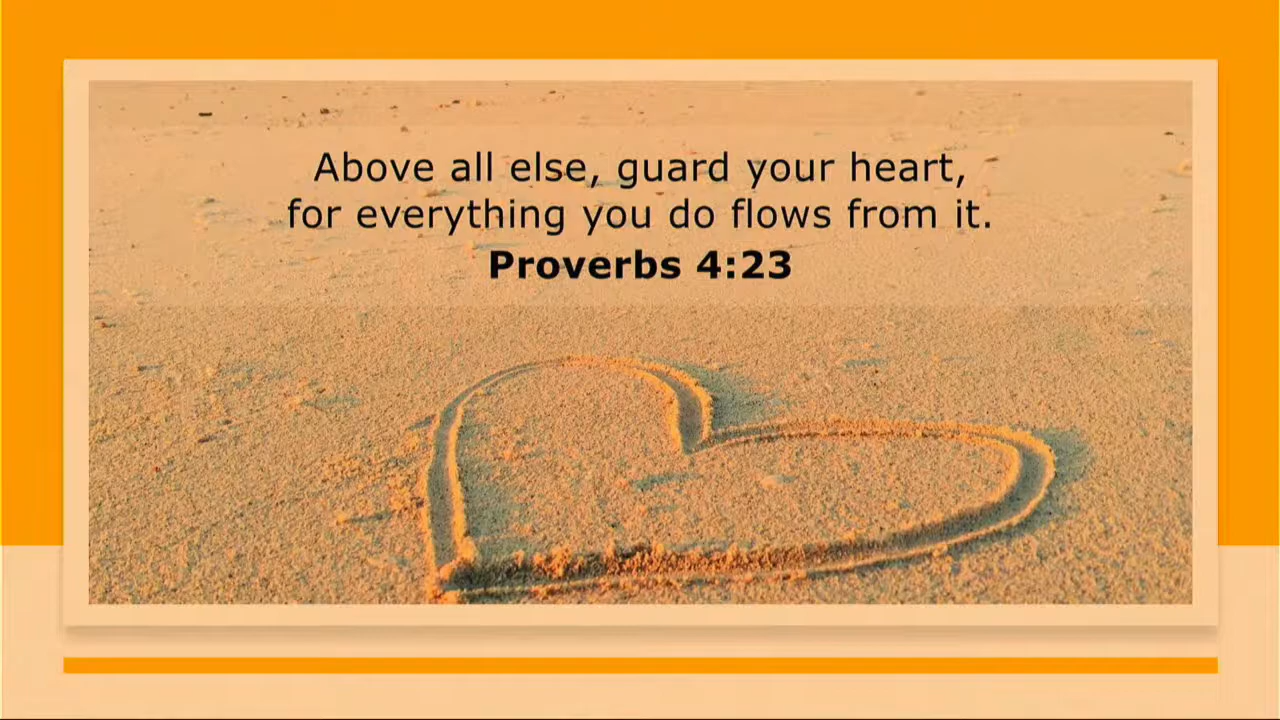 Above all else, guard your heart,
for everything you do flows from it.
Proverbs 4:23